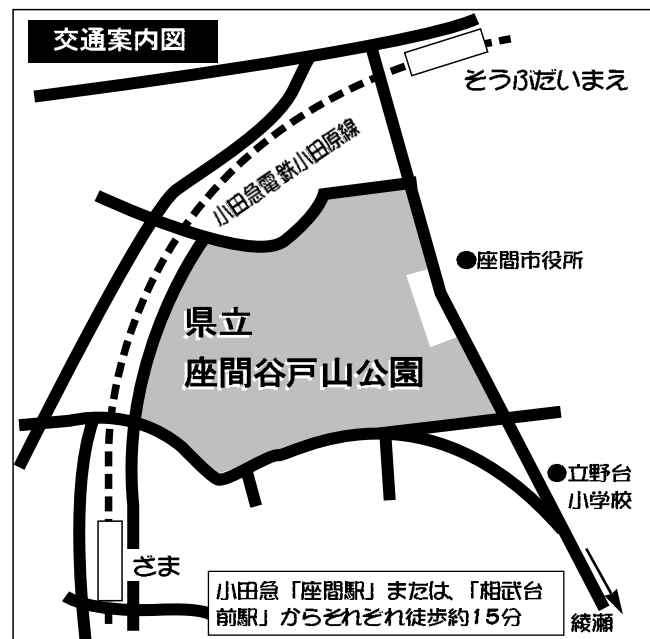 交通案内図
そうぶだいまえ
小田急電鉄小田原線
●座間市役所
県立
座間谷戸山公園
●立野台
小学校
ざま
小田急「座間駅」または、「相武台
前駅」からそれぞれ徒歩約15分
綾瀬